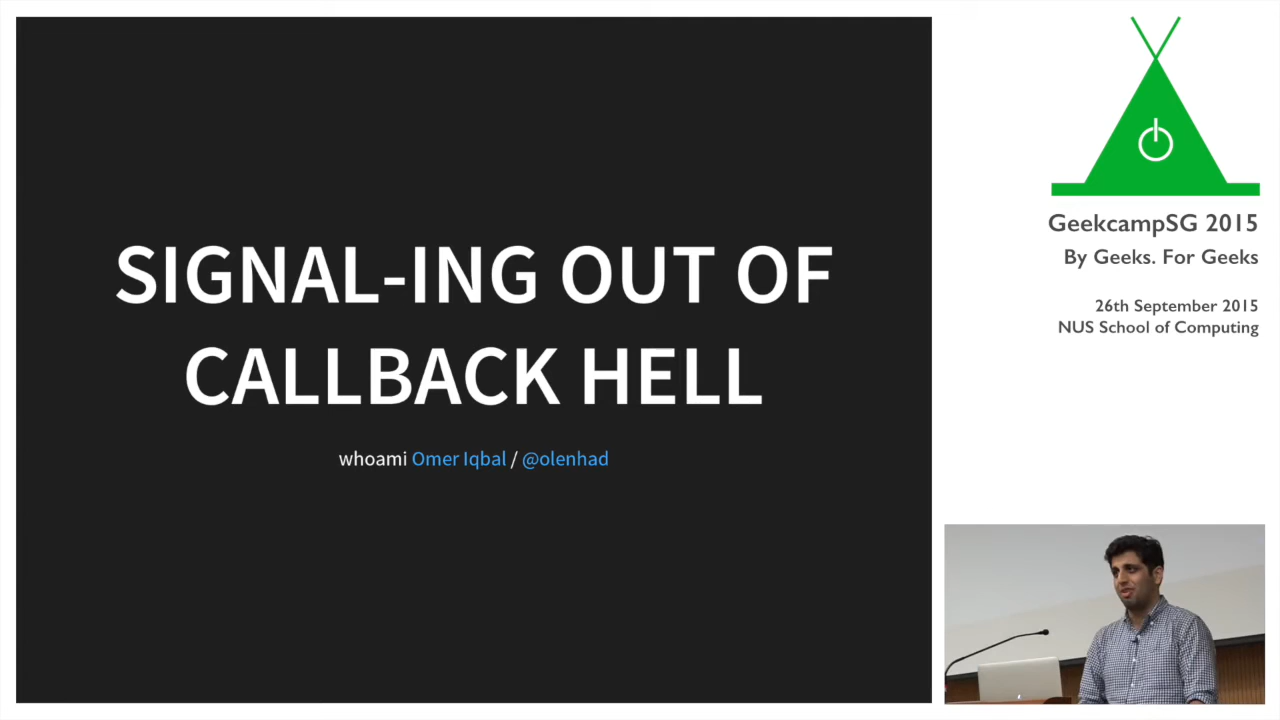 SIGNAL-ING OUT OF
CALLBACK HELL
whoami Omer Iqbal / @olenhad
GeekcampSG 2015
By Geeks. For Geeks
26th September 2015
NUS School of Computing